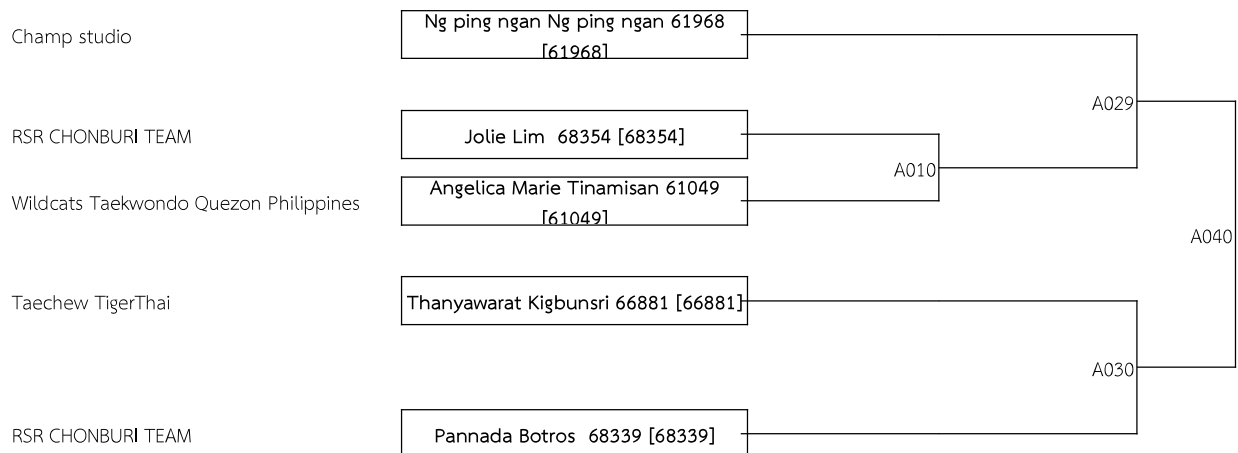 Champ studio
Ng ping ngan Ng ping ngan 61968
[61968]
A029
RSR CHONBURI TEAM
Jolie Lim 68354 [68354]
A010
Wildcats Taekwondo Quezon Philippines
Angelica Marie Tinamisan 61049
[61049]
A040
Taechew TigerThai
Thanyawarat Kigbunsri 66881 [66881]
A030
RSR CHONBURI TEAM
Pannada Botros 68339 [68339]